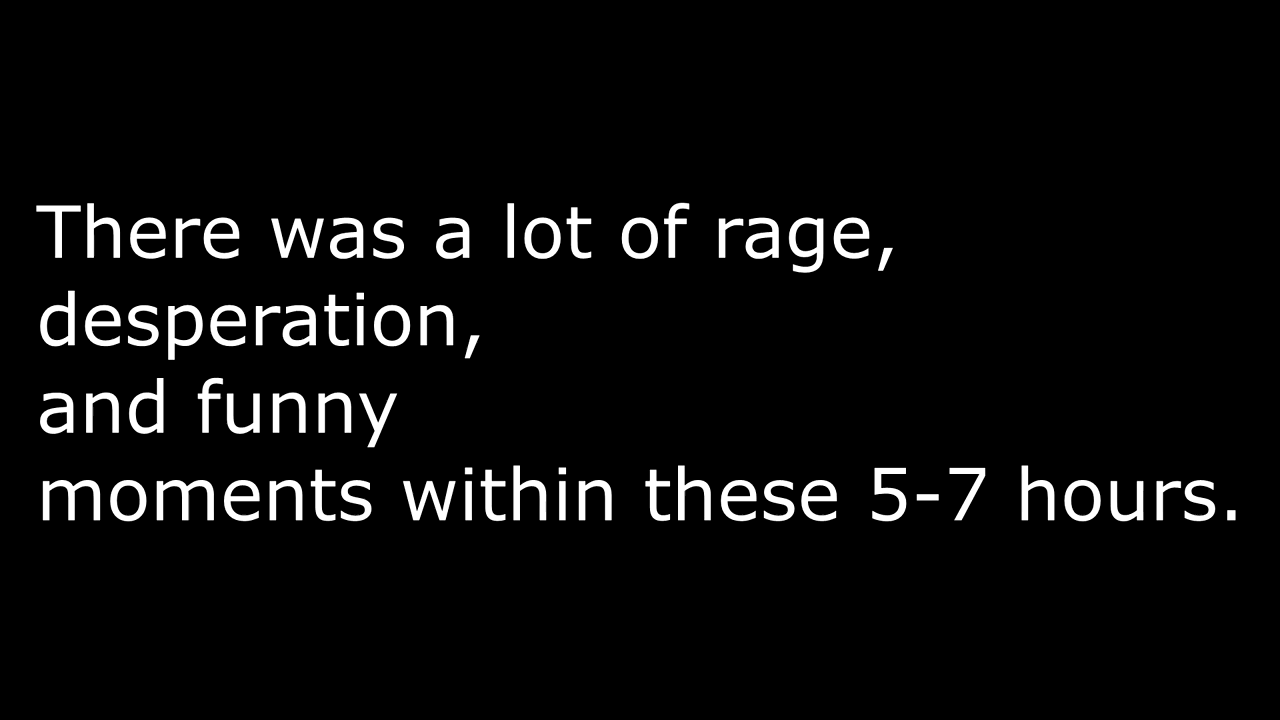 There was a lot of rage,
desperation,
and funny
moments within these 5-7 hours.